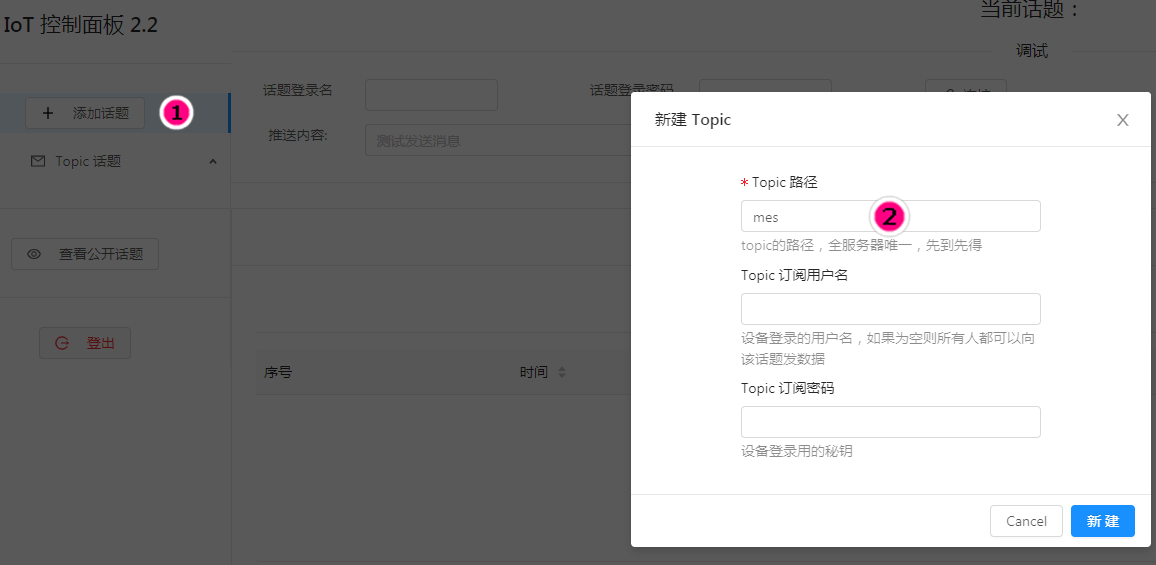 IoT 控制面板 2.2
当前话题：
调试
添加话题
1
Topic 话题
查看公开话题
登出
话题登录名
话题登录密码
推送内容:
测试发送消息
序号
时间
新建 Topic
* Topic 路径
mes
2
topic的路径，全服务器唯一，先到先得
Topic 订阅用户名
设备登录的用户名，如果为空则所有人都可以向
该话题发数据
Topic 订阅密码
设备登录用的秘钥
Cancel
新 建